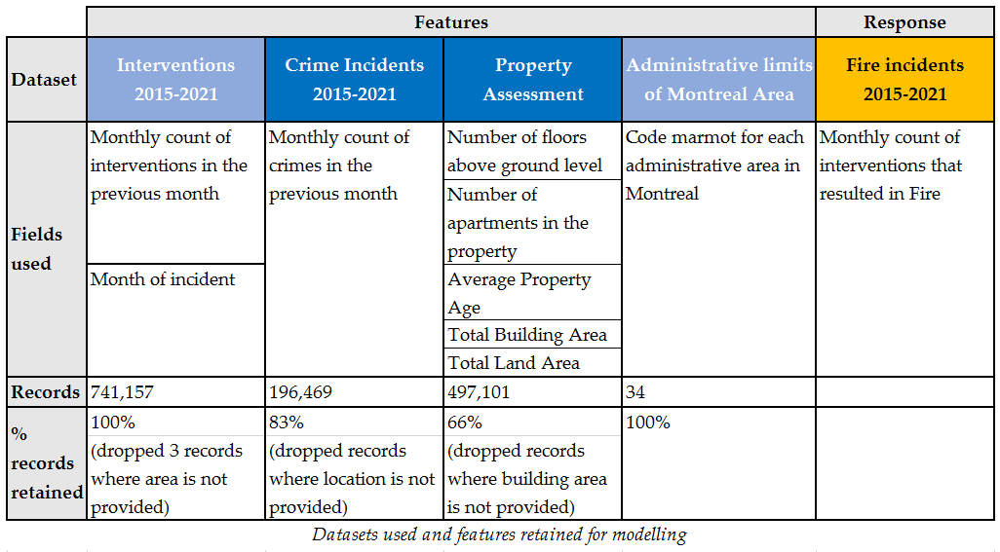 Features
Response
Dataset
Interventions
2015-2021
Crime Incidents
2015-2021
Property
Assessment
Administrative limits
of Montreal Area
Fire incidents
2015-2021
Fields
used
Monthly count of
interventions in the
previous month
Month of incident
Monthly count of
crimes in the
previous month
Number of floors
above ground level
Number of
apartments in the
property
Average Property
Age
Total Building Area
Total Land Area
Code marmot for each
administrative area in
Montreal
Monthly count of
interventions that
resulted in Fire
Records
741,157
196,469
497,101
34
%
records
retained
100%
(dropped 3 records
where area is not
provided)
83%
(dropped records
where location is not
provided)
66%
(dropped records
where building area
is not provided)
100%
Datasets used and features retained for modelling